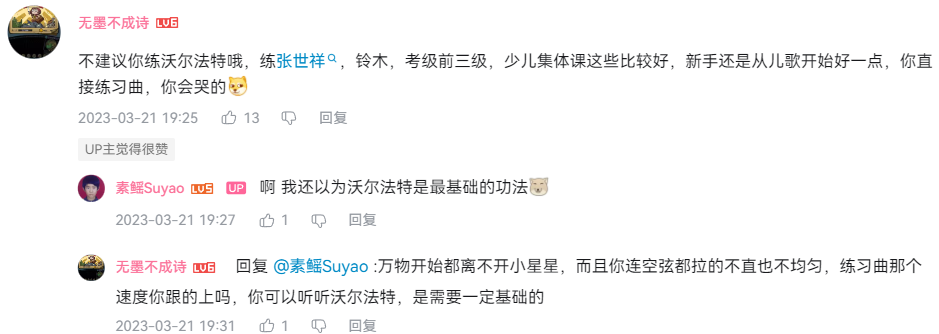 无墨不成诗 LV6
不建议你练沃尔法特哦，练张世祥，铃木，考级前三级，少儿集体课这些比较好，新手还是从儿歌开始好一点，你直
接练习曲，你会哭的
2023-03-21 19:25 13 回复
UP主觉得很赞
素鳐Suyao LV5 UP 啊 我还以为沃尔法特是最基础的功法
2023-03-21 19:27 1 回复
无墨不成诗 LV6 回复 @素鳐Suyao :万物开始都离不开小星星，而且你连空弦都拉的不直也不均匀，练习曲那个
速度你跟的上吗，你可以听听沃尔法特，是需要一定基础的
2023-03-21 19:31 1 回复